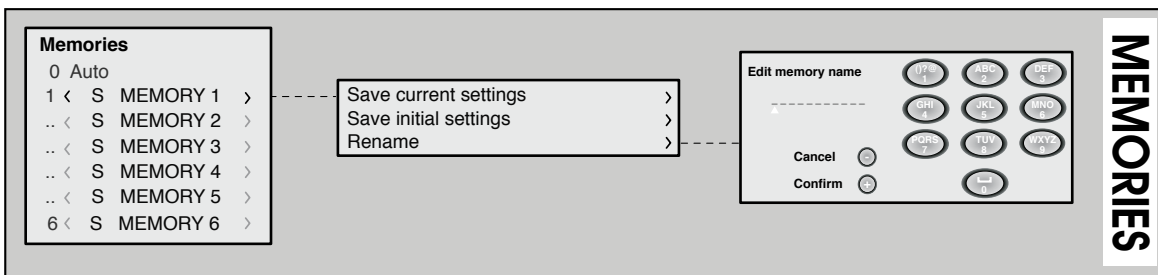 Memories
0 Auto
1 < S MEMORY 1 >
.. < S MEMORY 2 >
.. < S MEMORY 3 >
.. < S MEMORY 4 >
.. < S MEMORY 5 >
6 < S MEMORY 6 >
Save current settings >
Save initial settings >
Rename >
Edit memory name
()?@ 1
ABC 2
DEF 3
GHI 4
JKL 5
MNO 6
PQRS 7
TUV 8
WXYZ 9
0
Cancel -
Confirm +
MEMORIES